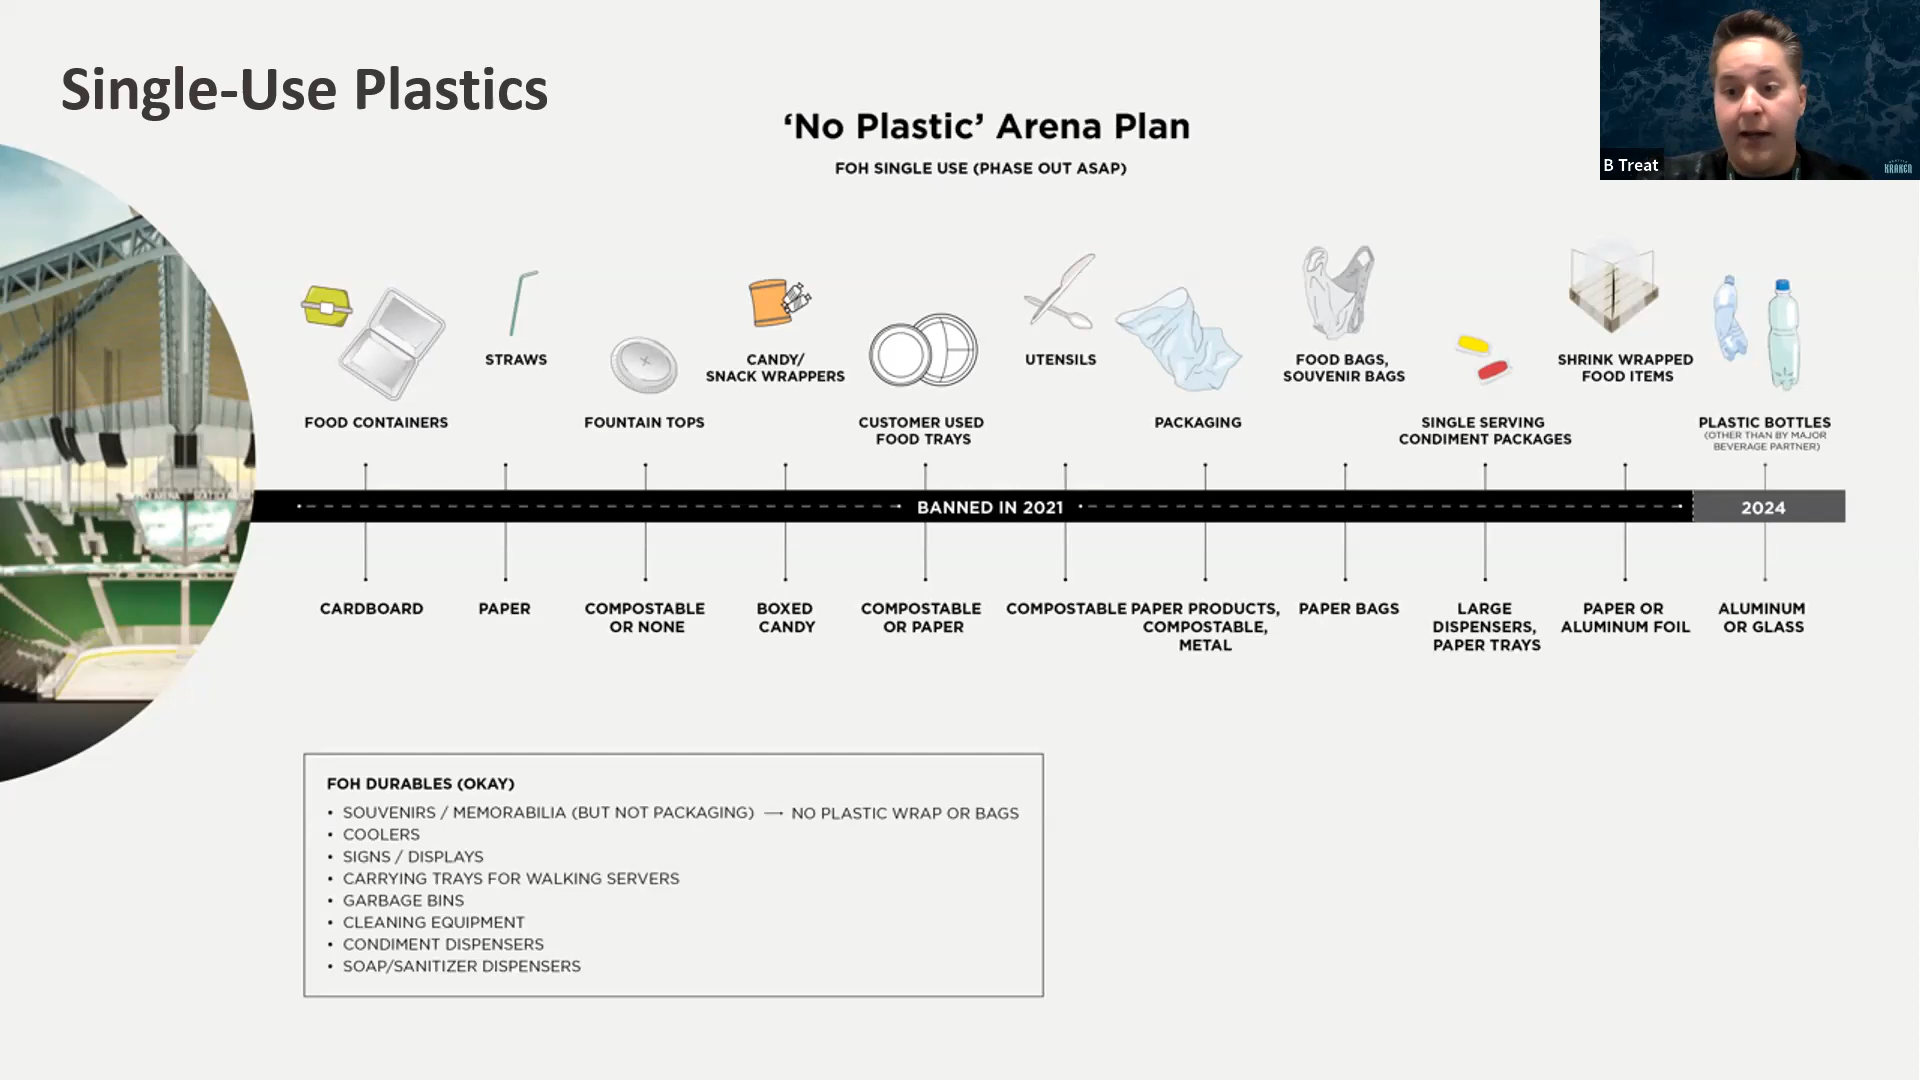 Single-Use Plastics
‘No Plastic’ Arena Plan
FOH SINGLE USE (PHASE OUT ASAP)
B Treat
KRAKEN
FOOD CONTAINERS
STRAWS
FOUNTAIN TOPS
CANDY/
SNACK WRAPPERS
CUSTOMER USED
FOOD TRAYS
UTENSILS
PACKAGING
FOOD BAGS,
SOUVENIR BAGS
SINGLE SERVING
CONDIMENT PACKAGES
SHRINK WRAPPED
FOOD ITEMS
PLASTIC BOTTLES
(OTHER THAN BY MAJOR
BEVERAGE PARTNER)
BANNED IN 2021
2024
CARDBOARD
PAPER
COMPOSTABLE
OR NONE
BOXED
CANDY
COMPOSTABLE
OR PAPER
COMPOSTABLE
PAPER PRODUCTS,
COMPOSTABLE,
METAL
PAPER BAGS
LARGE
DISPENSERS,
PAPER TRAYS
PAPER OR
ALUMINUM FOIL
ALUMINUM
OR GLASS
FOH DURABLES (OKAY)
• SOUVENIRS / MEMORABILIA (BUT NOT PACKAGING) → NO PLASTIC WRAP OR BAGS
• COOLERS
• SIGNS / DISPLAYS
• CARRYING TRAYS FOR WALKING SERVERS
• GARBAGE BINS
• CLEANING EQUIPMENT
• CONDIMENT DISPENSERS
• SOAP/SANITIZER DISPENSERS